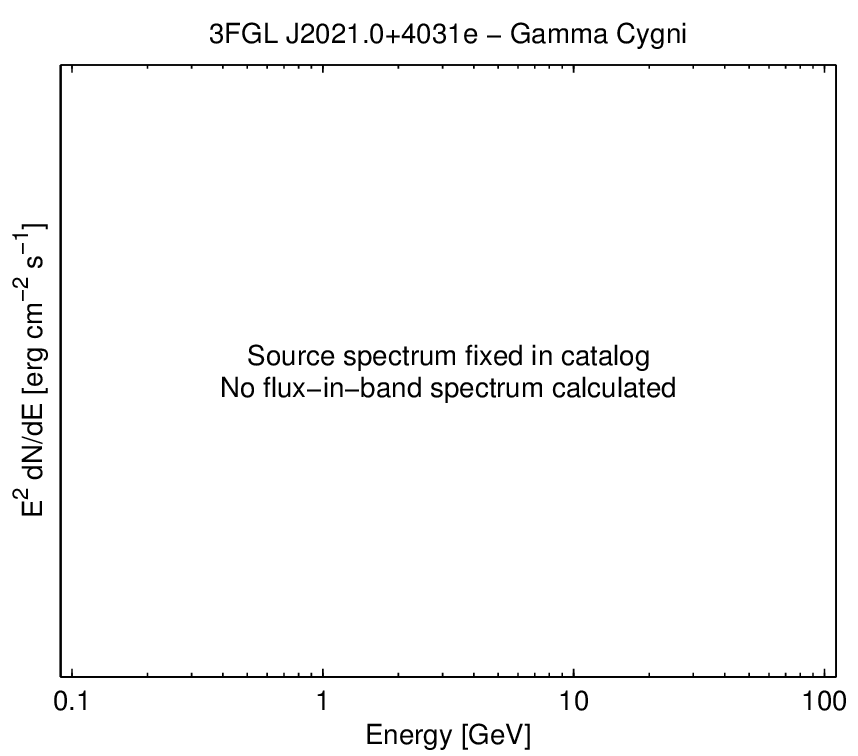 3FGL J2021.0+4031e − Gamma Cygni
E² dN/dE [erg cm⁻² s⁻¹]
Source spectrum fixed in catalog
No flux−in−band spectrum calculated
0.1 1 10 100
Energy [GeV]